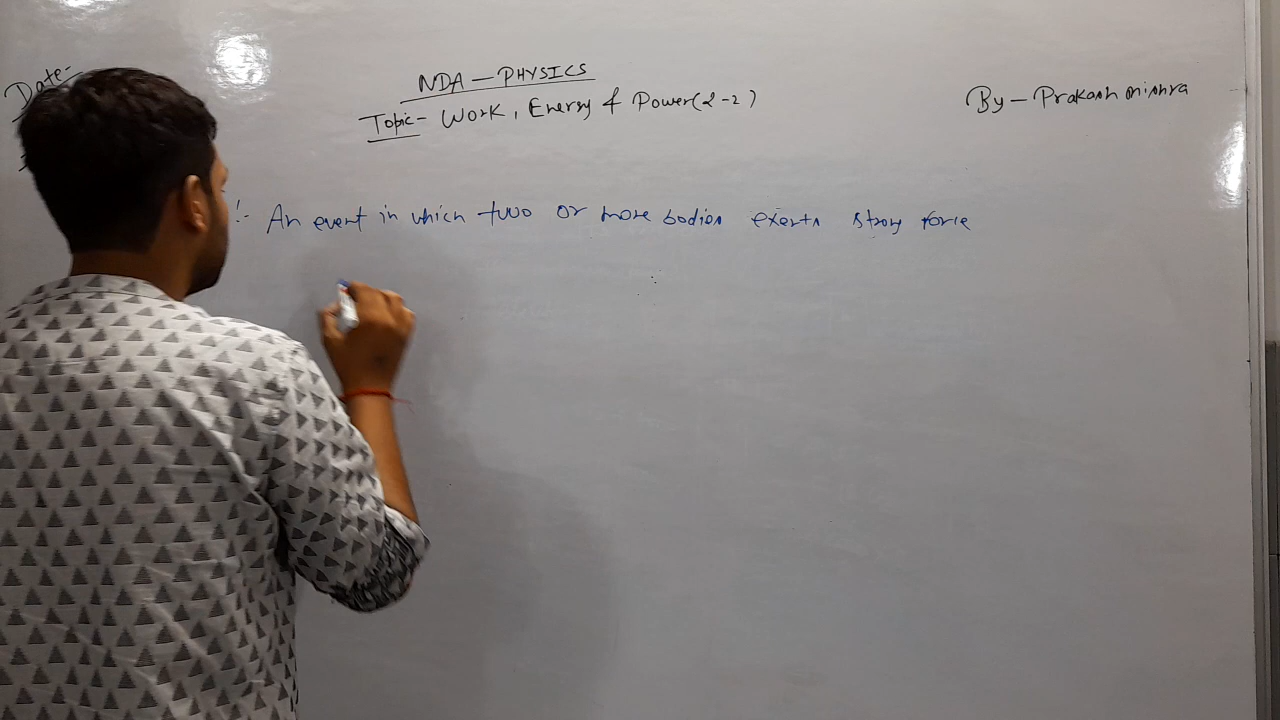 Date:-
NDA - PHYSICS
Topic - Work, Energy & Power (2-2)
By - Prakash mishra
:- An event in which two or more bodies exerts strong force